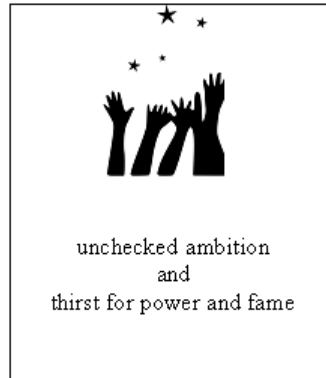 unchecked ambition
and
thirst for power and fame